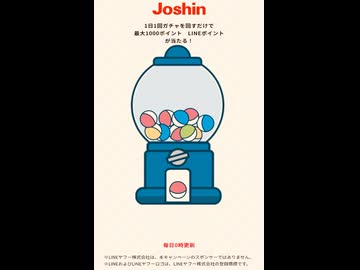 Joshin
1日1回ガチャを回すだけで
最大1000ポイント LINEポイント
が当たる！
毎日0時更新
※LINEヤフー株式会社は、本キャンペーンのスポンサーではありません。
※LINEおよびLINEヤフーロゴは、LINEヤフー株式会社の登録商標です。